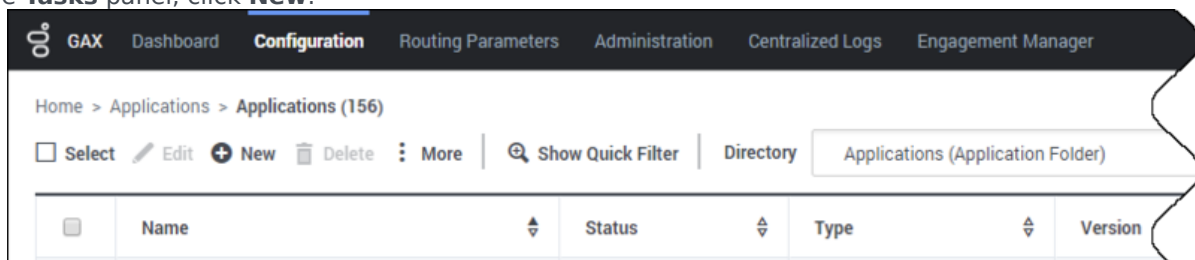 Tasks panel, click New.
GAX Dashboard Configuration Routing Parameters Administration Centralized Logs Engagement Manager
Home > Applications > Applications (156)
Select Edit New Delete More Show Quick Filter Directory Applications (Application Folder)
Name Status Type Version